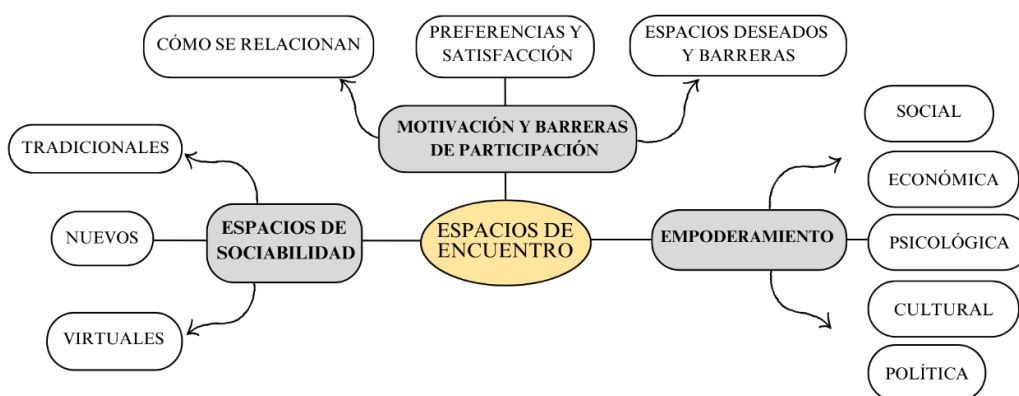 CÓMO SE RELACIONAN
PREFERENCIAS Y
SATISFACCIÓN
ESPACIOS DESEADOS
Y BARRERAS
MOTIVACIÓN Y BARRERAS
DE PARTICIPACIÓN
TRADICIONALES
NUEVOS
VIRTUALES
ESPACIOS DE
SOCIABILIDAD
ESPACIOS DE
ENCUENTRO
EMPODERAMIENTO
SOCIAL
ECONÓMICA
PSICOLÓGICA
CULTURAL
POLÍTICA